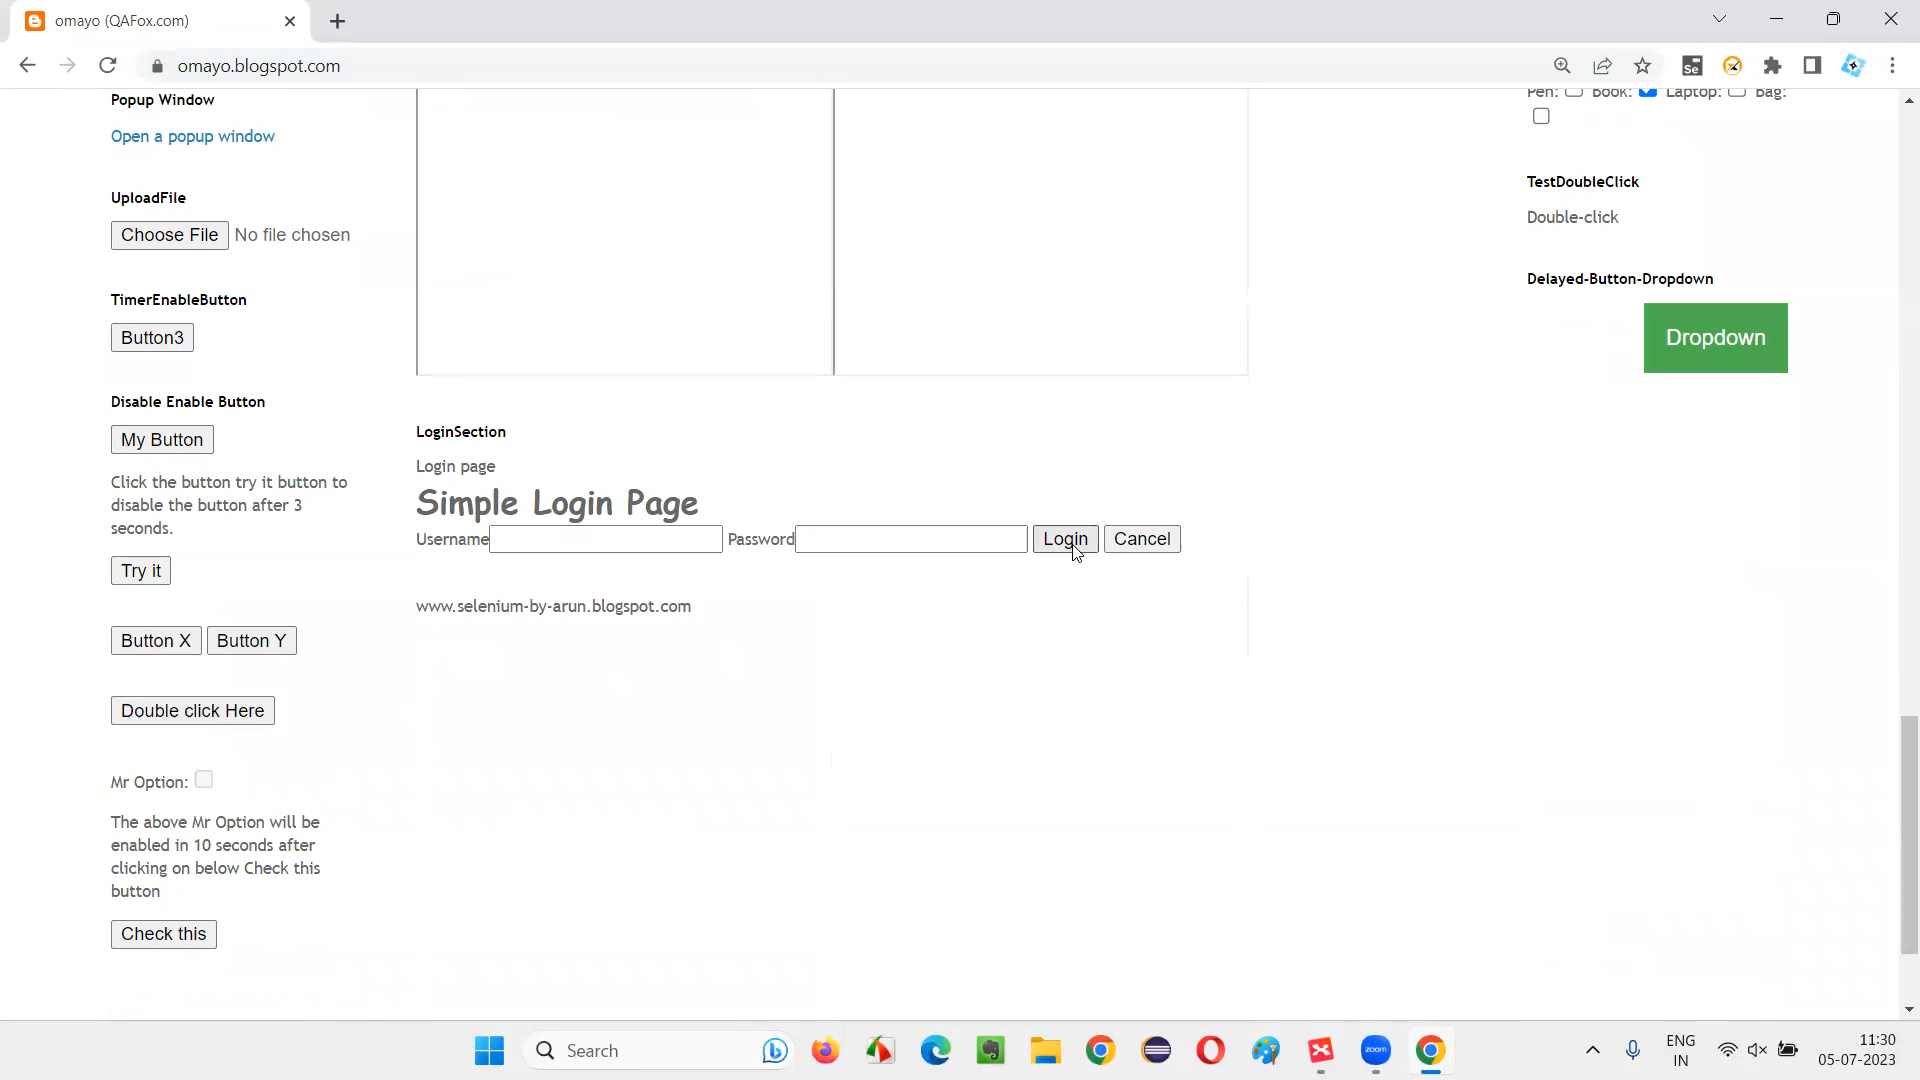 omayo (QAFox.com)
omayo.blogspot.com
Popup Window
Open a popup window
UploadFile
Choose File No file chosen
TimerEnableButton
Button3
Disable Enable Button
My Button
Click the button try it button to
disable the button after 3
seconds.
Try it
Button X Button Y
Double click Here
Mr Option:
The above Mr Option will be
enabled in 10 seconds after
clicking on below Check this
button
Check this
LoginSection
Login page
Simple Login Page
Username Password Login Cancel
www.selenium-by-arun.blogspot.com
Pen: Book: Laptop: Bag:
TestDoubleClick
Double-click
Delayed-Button-Dropdown
Dropdown
Search
zoom
ENG
IN
11:30
05-07-2023
Se